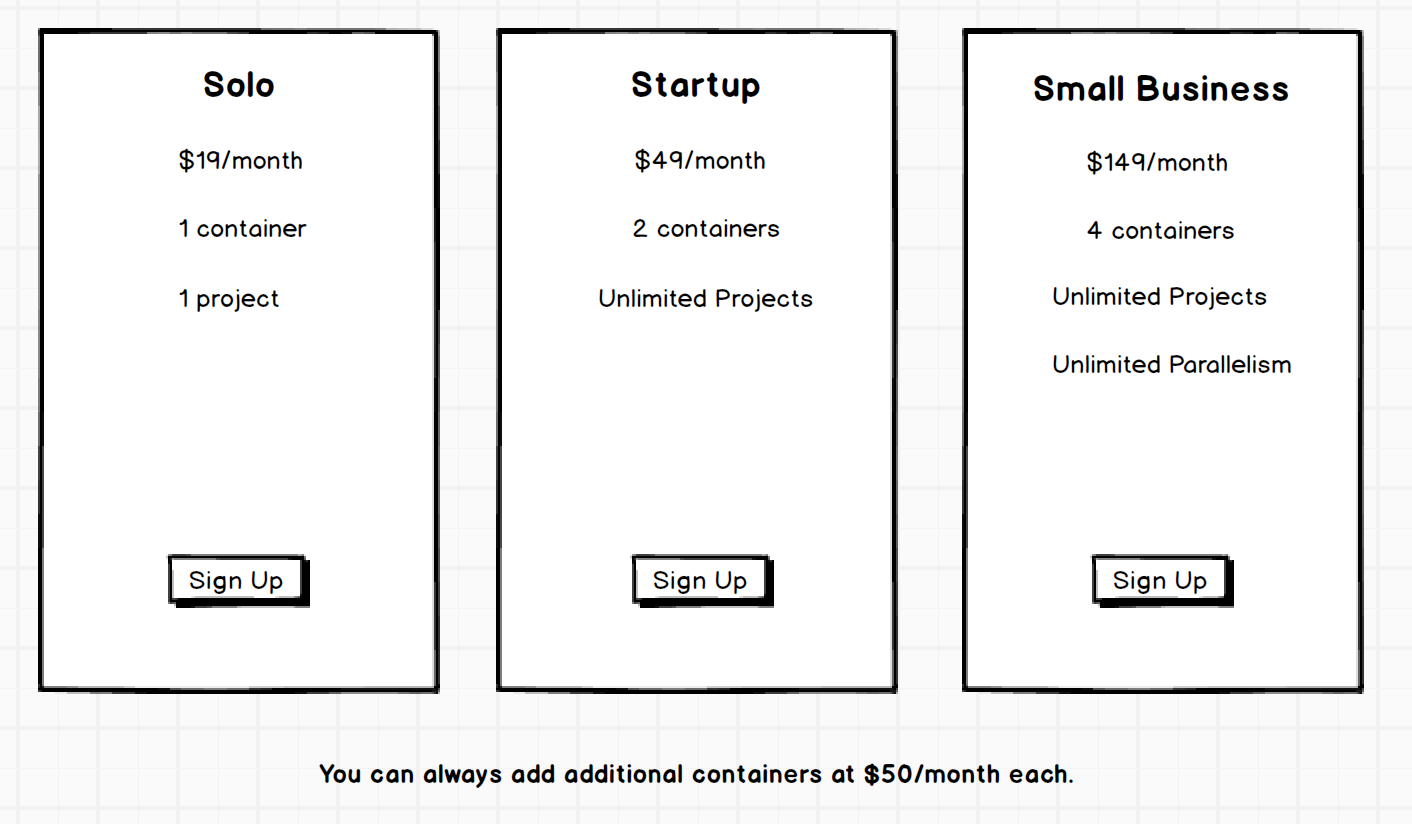 Solo
$19/month
1 container
1 project
Sign Up
Startup
$49/month
2 containers
Unlimited Projects
Sign Up
Small Business
$149/month
4 containers
Unlimited Projects
Unlimited Parallelism
Sign Up
You can always add additional containers at $50/month each.